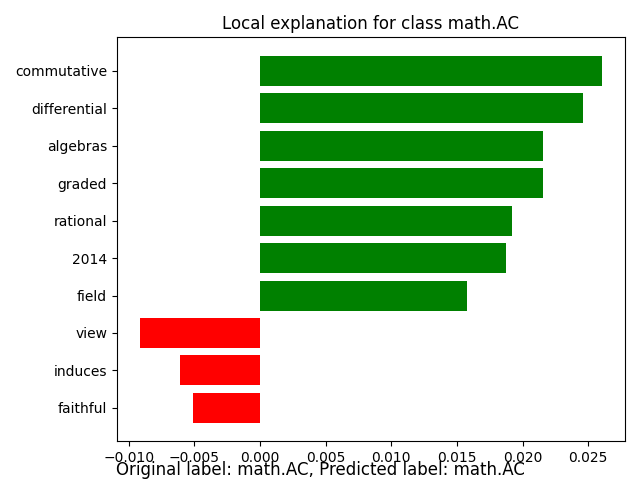 Local explanation for class math.AC
commutative
differential
algebras
graded
rational
2014
field
view
induces
faithful
−0.010 −0.005 0.000 0.005 0.010 0.015 0.020 0.025
Original label: math.AC, Predicted label: math.AC